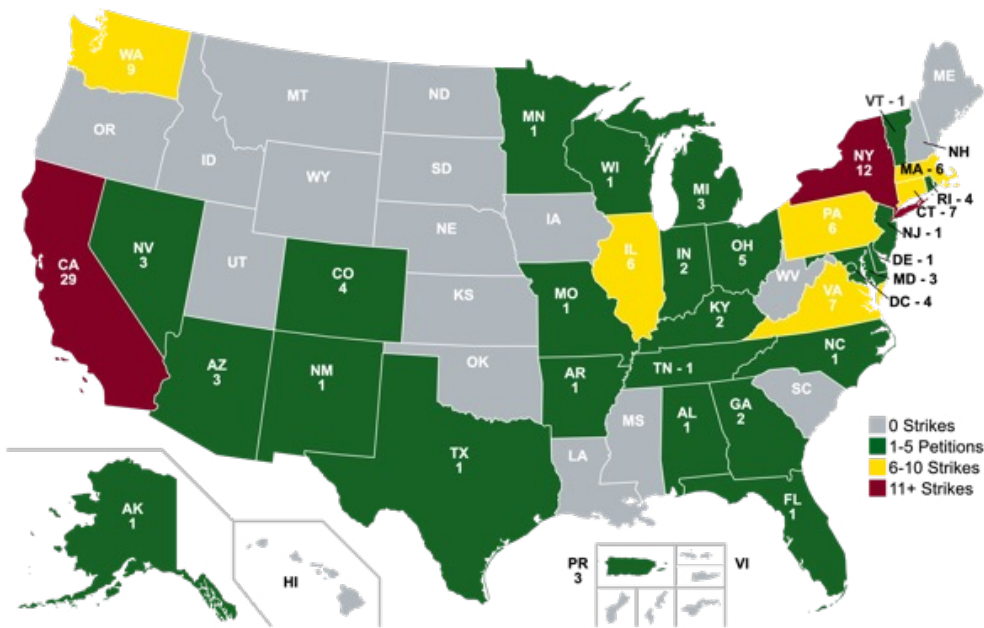 WA
9
MT
ND
MN
1
ME
VT - 1
OR
ID
WY
SD
WI
1
MI
3
NY
12
NH
MA - 6
RI - 4
CT - 7
NJ - 1
CA
29
NV
3
UT
CO
4
NE
IA
IL
6
IN
2
OH
5
PA
6
WV
VA
7
DE - 1
MD - 3
DC - 4
KS
MO
1
KY
2
NC
1
AZ
3
NM
1
OK
AR
1
TN - 1
SC
TX
1
LA
MS
AL
1
GA
2
FL
1
0 Strikes
1-5 Petitions
6-10 Strikes
11+ Strikes
AK
1
HI
PR
3
VI